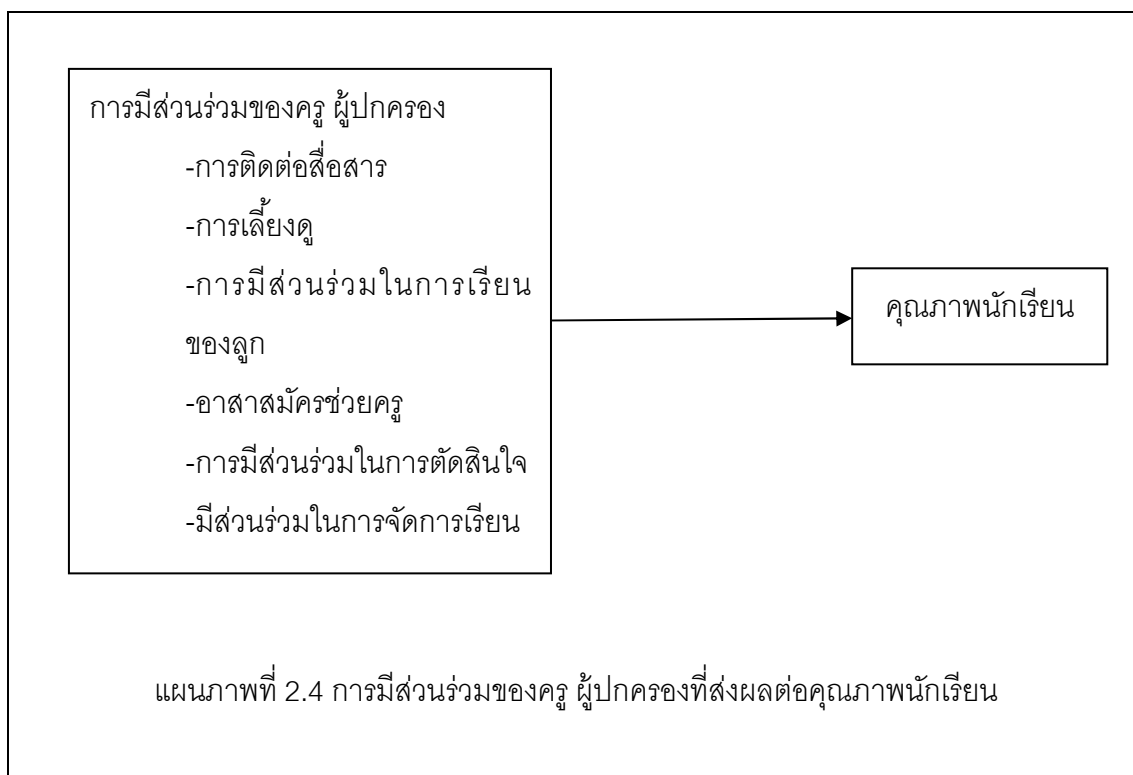 การมีส่วนร่วมของครู ผู้ปกครอง
-การติดต่อสื่อสาร
-การเลี้ยงดู
-การมีส่วนร่วมในการเรียน
ของลูก
-อาสาสมัครช่วยครู
-การมีส่วนร่วมในการตัดสินใจ
-มีส่วนร่วมในการจัดการเรียน
คุณภาพนักเรียน
แผนภาพที่ 2.4 การมีส่วนร่วมของครู ผู้ปกครองที่ส่งผลต่อคุณภาพนักเรียน